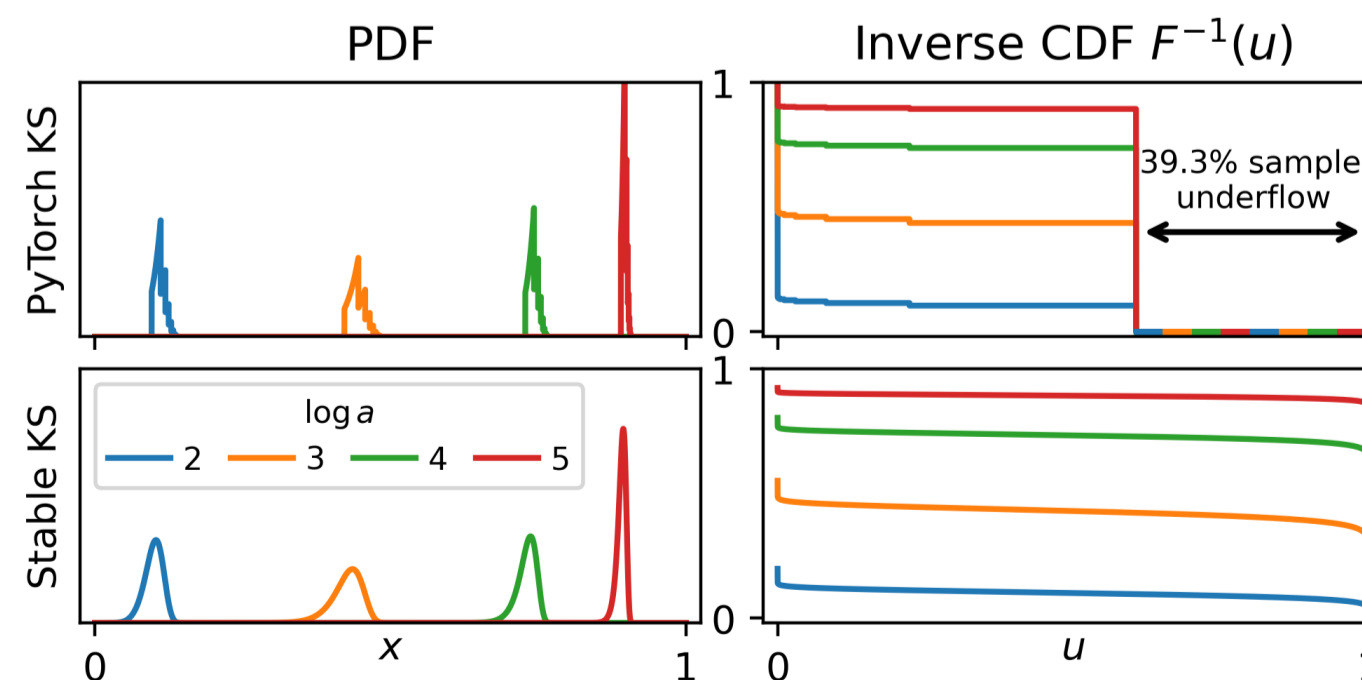 PDF
Inverse CDF F⁻¹(u)
PyTorch KS
1
0
39.3% sample
underflow
Stable KS
log a
2 3 4 5
1
0
0 x 1
0 u